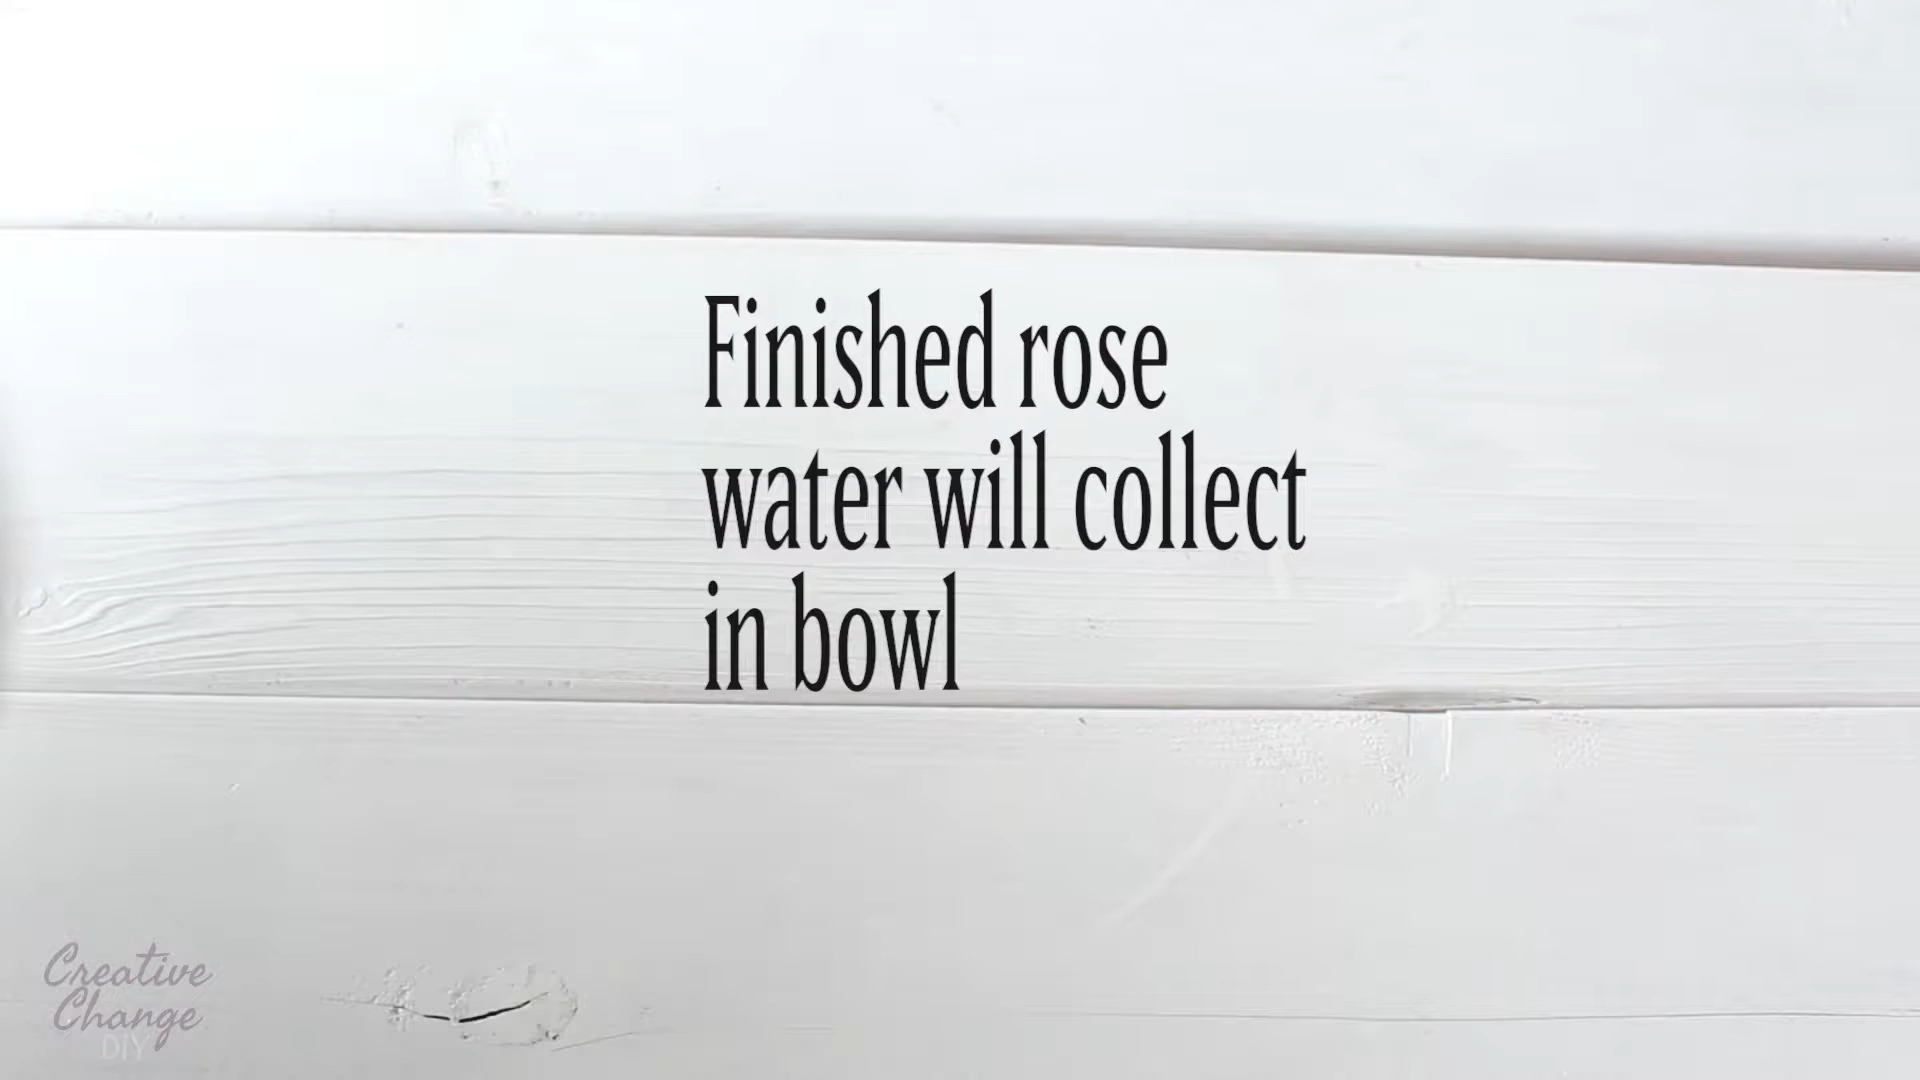 Finished rose
water will collect
in bowl
Creative
Change
DIY